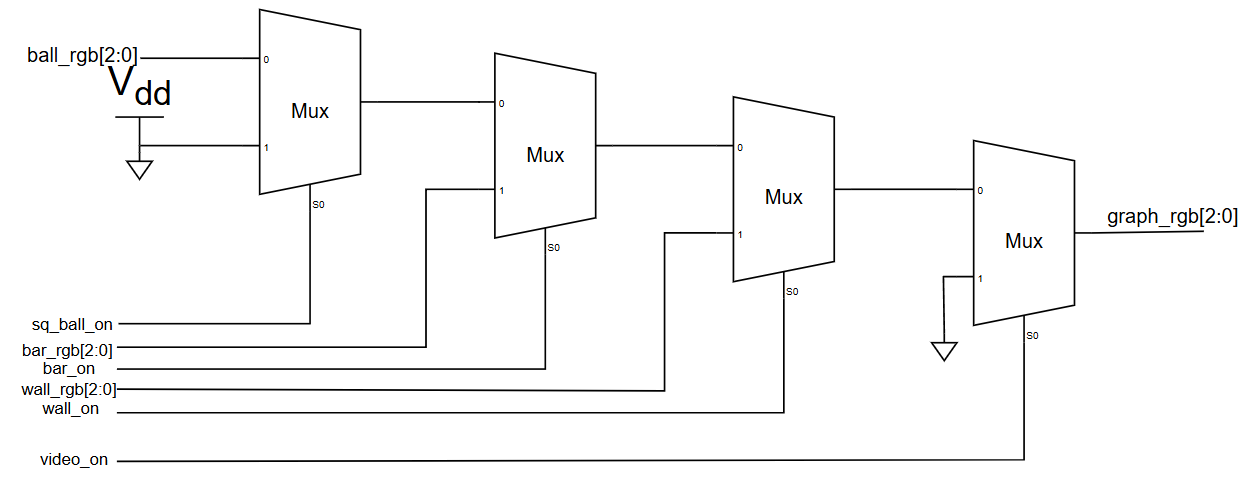 ball_rgb[2:0]
Vdd
0
Mux
1
S0
0
Mux
1
S0
0
Mux
1
S0
0
Mux
1
S0
graph_rgb[2:0]
sq_ball_on
bar_rgb[2:0]
bar_on
wall_rgb[2:0]
wall_on
video_on